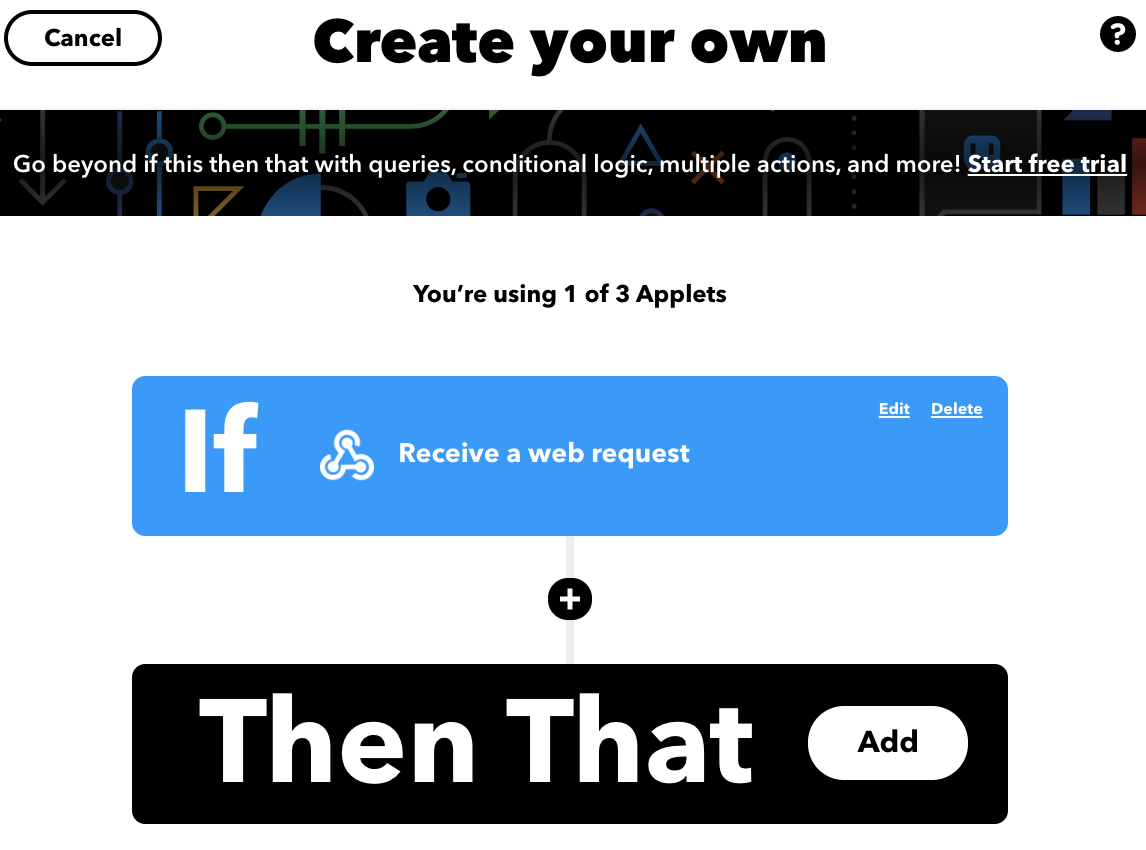 Cancel
Create your own
?
Go beyond if this then that with queries, conditional logic, multiple actions, and more! Start free trial
You’re using 1 of 3 Applets
If
Receive a web request
Edit Delete
+
Then That
Add